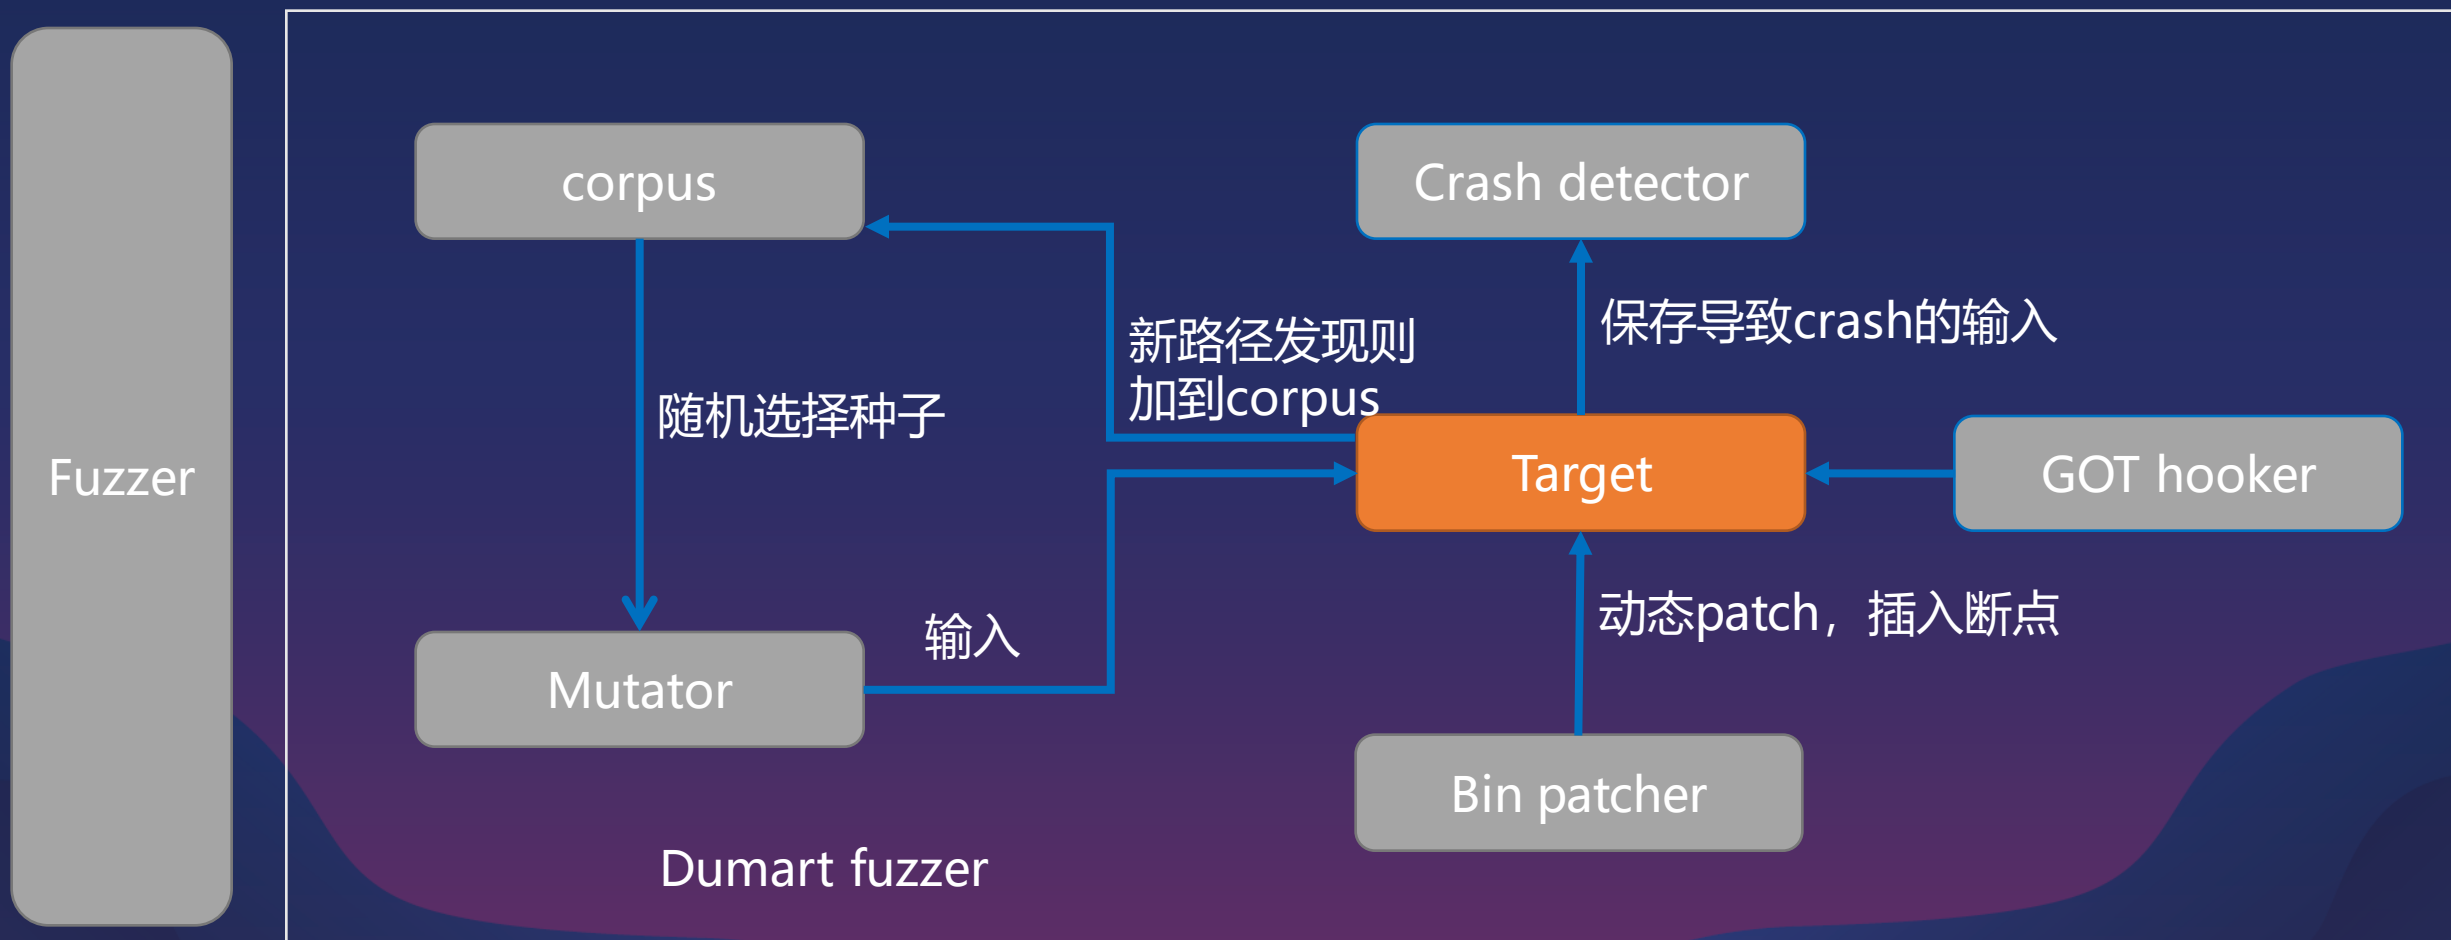 Fuzzer
corpus
Crash detector
新路径发现则
加到corpus
保存导致crash的输入
随机选择种子
Target
GOT hooker
输入
动态patch，插入断点
Mutator
Bin patcher
Dumart fuzzer